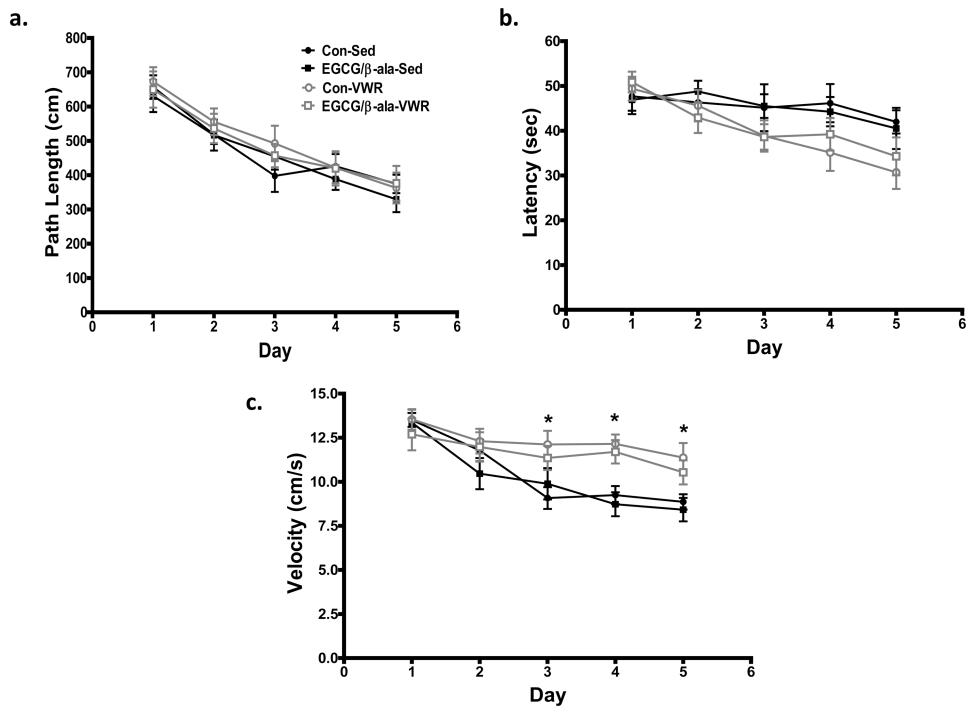 a.
Path Length (cm)
800
700
600
500
400
300
200
100
0
0 1 2 3 4 5 6
Day
Con-Sed
EGCG/β-ala-Sed
Con-VWR
EGCG/β-ala-VWR
b.
Latency (sec)
60
50
40
30
20
10
0
0 1 2 3 4 5 6
Day
c.
Velocity (cm/s)
15.0
12.5
10.0
7.5
5.0
2.5
0.0
* * *
0 1 2 3 4 5 6
Day